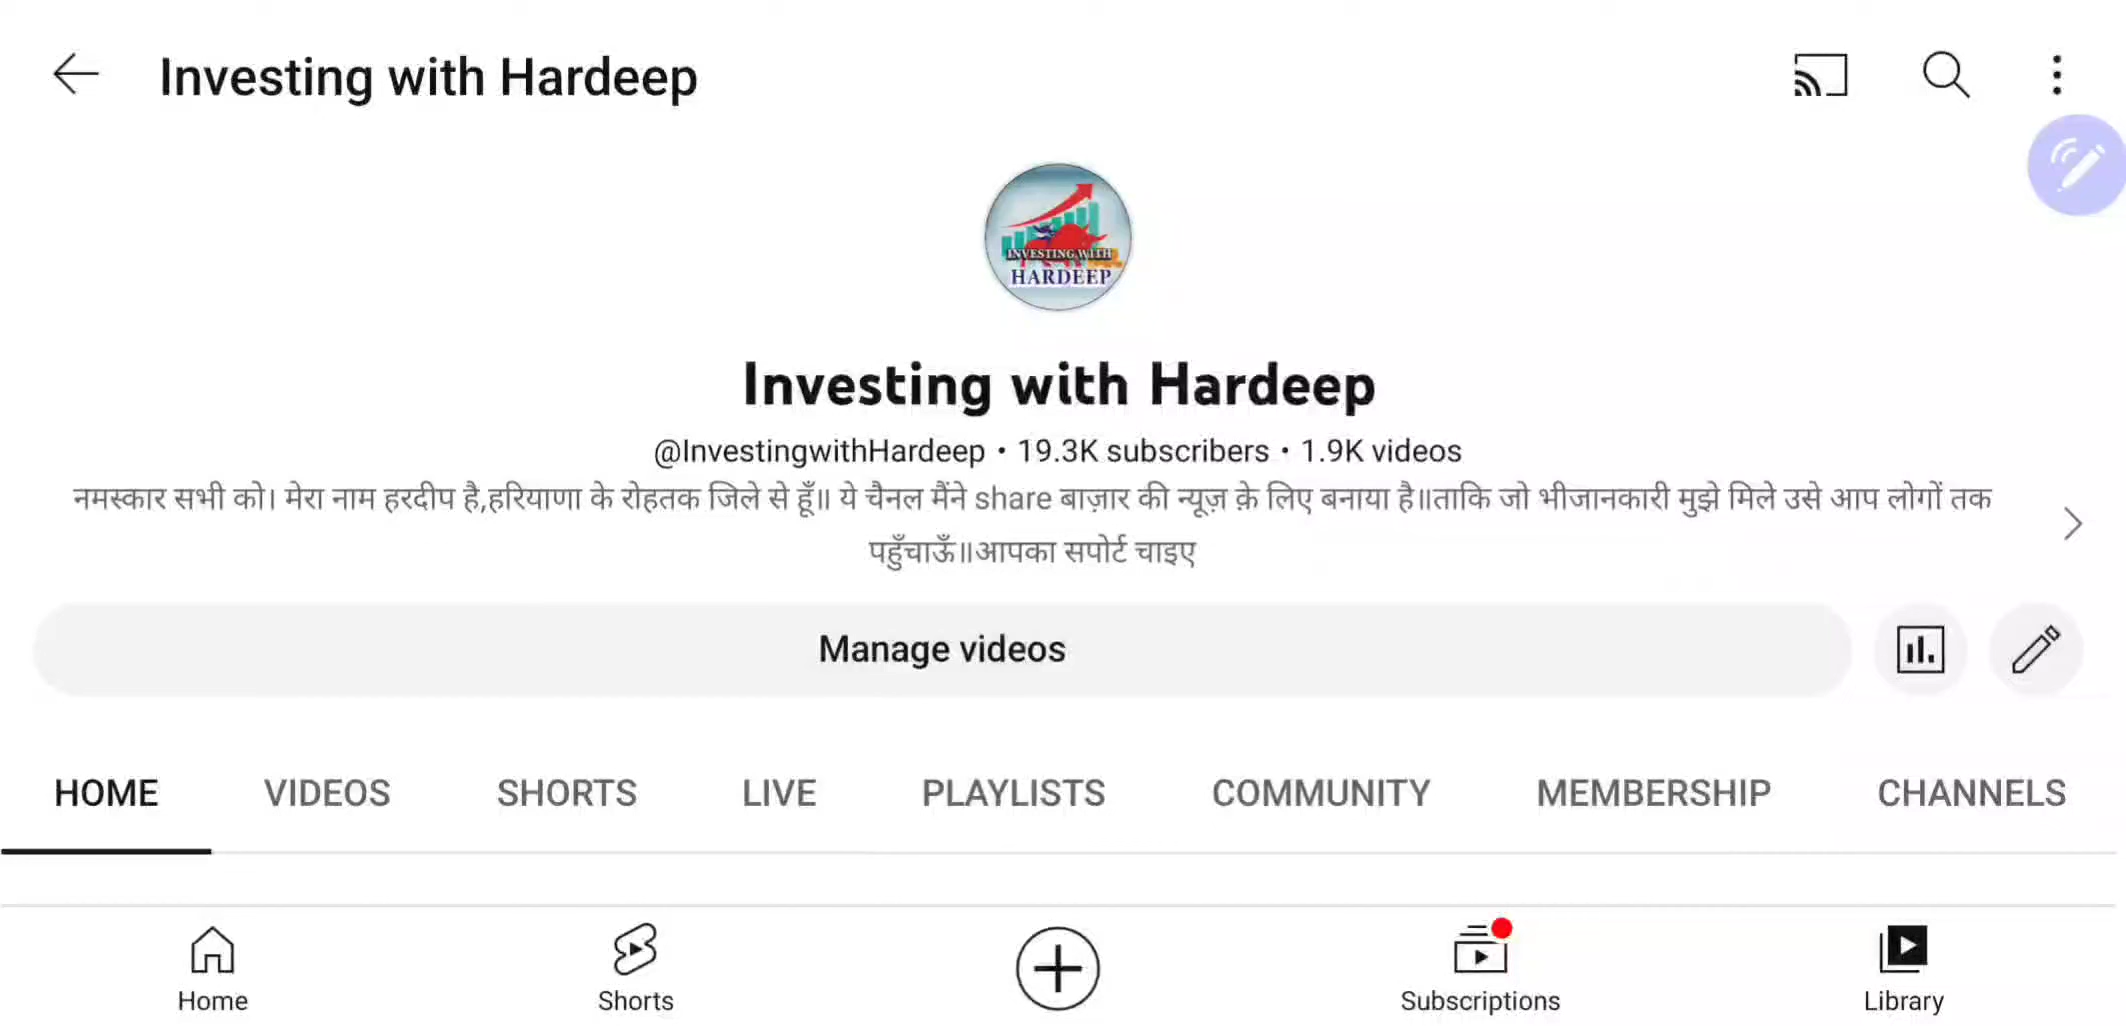 Investing with Hardeep
INVESTING WITH
HARDEEP
Investing with Hardeep
@InvestingwithHardeep • 19.3K subscribers • 1.9K videos
नमस्कार सभी को। मेरा नाम हरदीप है,हरियाणा के रोहतक जिले से हूँ॥ ये चैनल मैंने share बाज़ार की न्यूज़ क़े लिए बनाया है॥ताकि जो भीजानकारी मुझे मिले उसे आप लोगों तक
पहुँचाऊँ॥आपका सपोर्ट चाइए
Manage videos
HOME VIDEOS SHORTS LIVE PLAYLISTS COMMUNITY MEMBERSHIP CHANNELS
Home Shorts Subscriptions Library